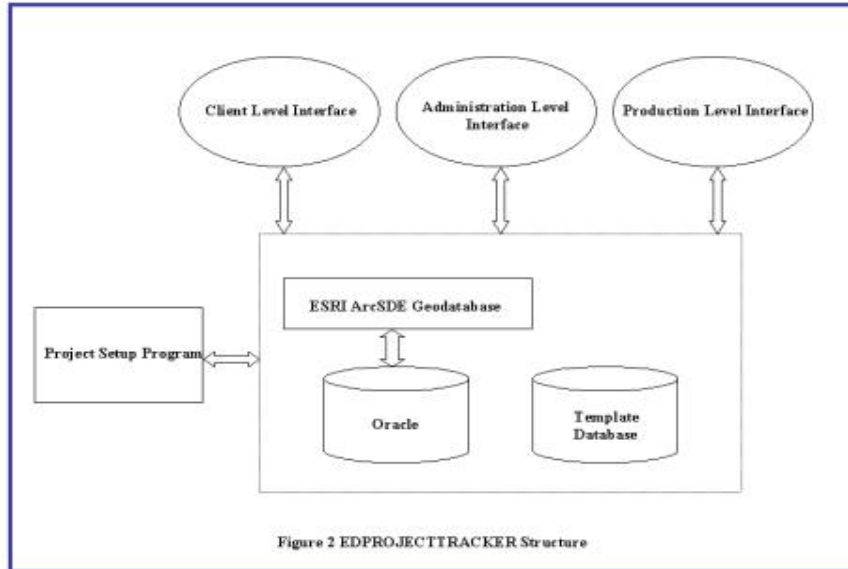 Client Level Interface
Administration Level
Interface
Production Level Interface
ESRI ArcSDE Geodatabase
Project Setup Program
Oracle
Template
Database
Figure 2 EDPROJECTTRACKER Structure